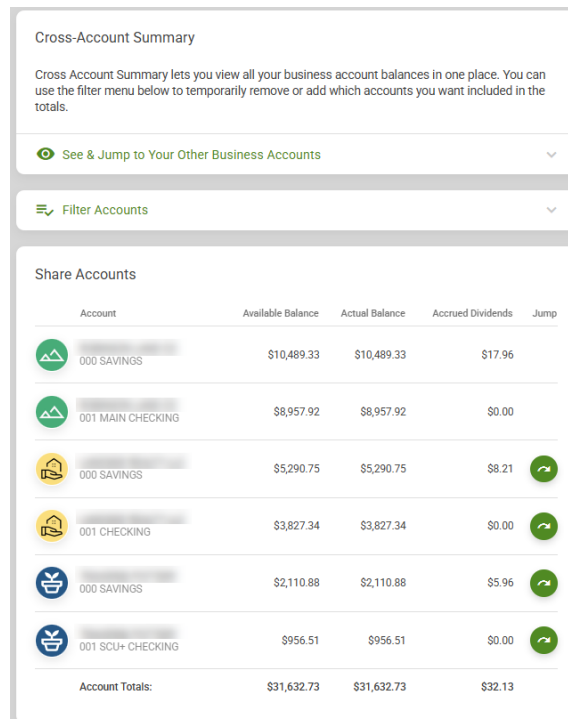 Cross-Account Summary
Cross Account Summary lets you view all your business account balances in one place. You can
use the filter menu below to temporarily remove or add which accounts you want included in the
totals.
See & Jump to Your Other Business Accounts
Filter Accounts
Share Accounts
Account Available Balance Actual Balance Accrued Dividends Jump
000 SAVINGS $10,489.33 $10,489.33 $17.96
001 MAIN CHECKING $8,957.92 $8,957.92 $0.00
000 SAVINGS $5,290.75 $5,290.75 $8.21
001 CHECKING $3,827.34 $3,827.34 $0.00
000 SAVINGS $2,110.88 $2,110.88 $5.96
001 SCU+ CHECKING $956.51 $956.51 $0.00
Account Totals: $31,632.73 $31,632.73 $32.13